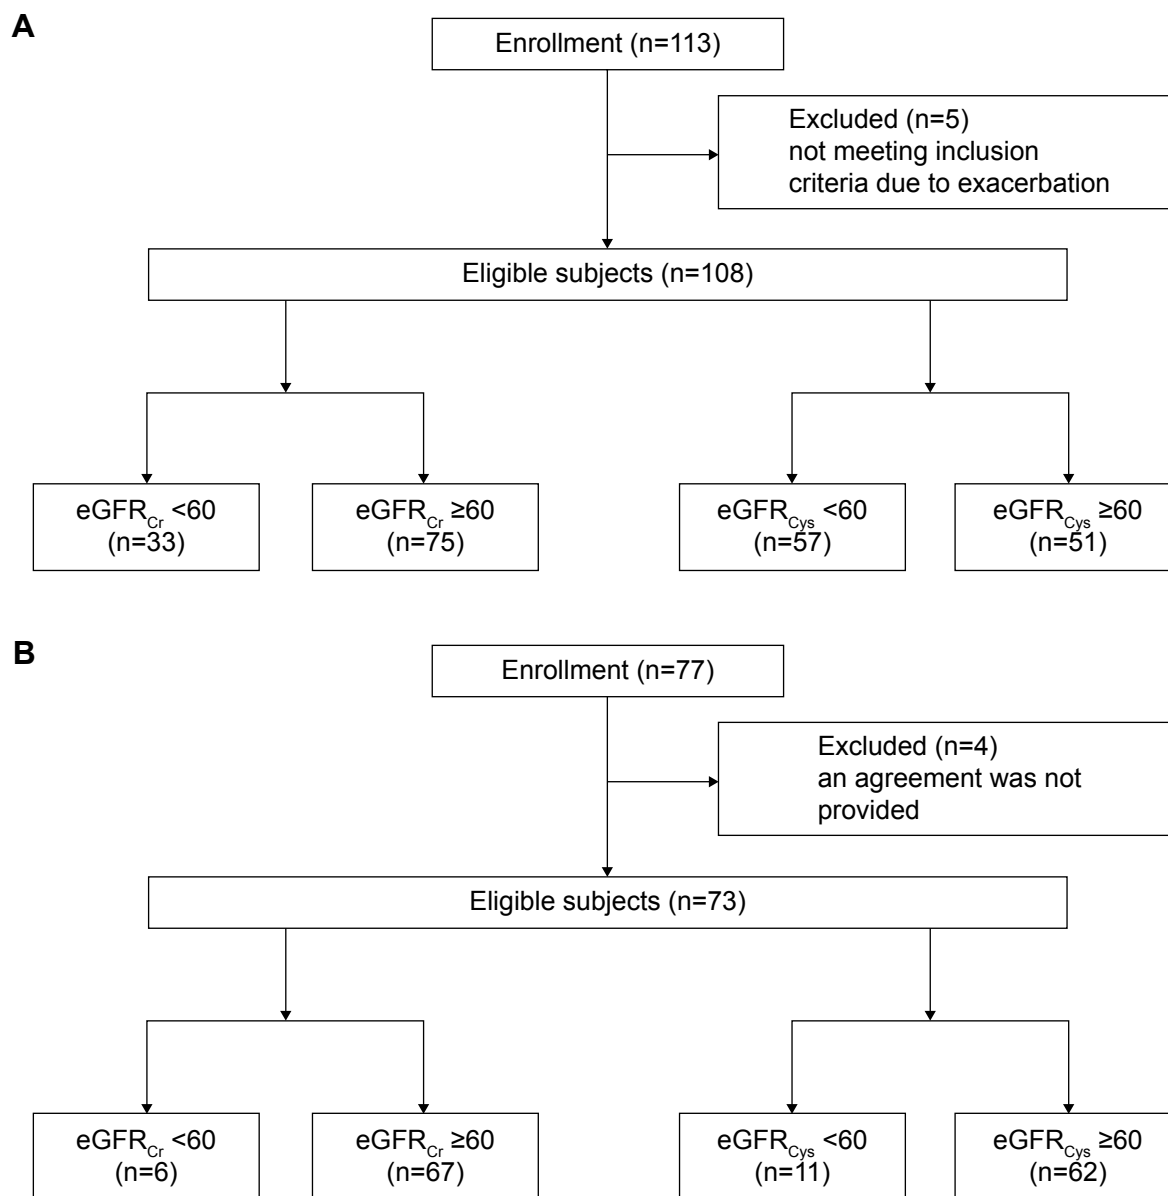 A
Enrollment (n=113)
Excluded (n=5)
not meeting inclusion
criteria due to exacerbation
Eligible subjects (n=108)
eGFRCr <60
(n=33)
eGFRCr ≥60
(n=75)
eGFRCys <60
(n=57)
eGFRCys ≥60
(n=51)
B
Enrollment (n=77)
Excluded (n=4)
an agreement was not
provided
Eligible subjects (n=73)
eGFRCr <60
(n=6)
eGFRCr ≥60
(n=67)
eGFRCys <60
(n=11)
eGFRCys ≥60
(n=62)